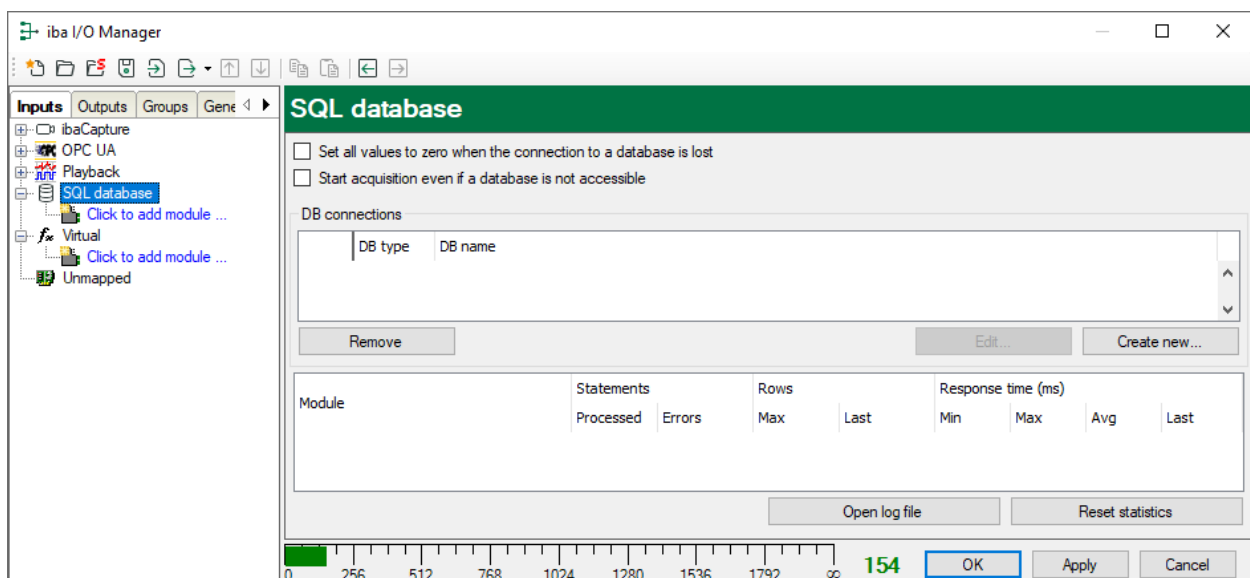 iba I/O Manager
Inputs Outputs Groups Gene
ibaCapture
OPC UA
Playback
SQL database
Click to add module ...
Virtual
Click to add module ...
Unmapped
SQL database
Set all values to zero when the connection to a database is lost
Start acquisition even if a database is not accessible
DB connections
DB type DB name
Remove Edit... Create new...
Module Statements Rows Response time (ms)
Processed Errors Max Last Min Max Avg Last
Open log file Reset statistics
0 256 512 768 1024 1280 1536 1792 ∞ 154 OK Apply Cancel